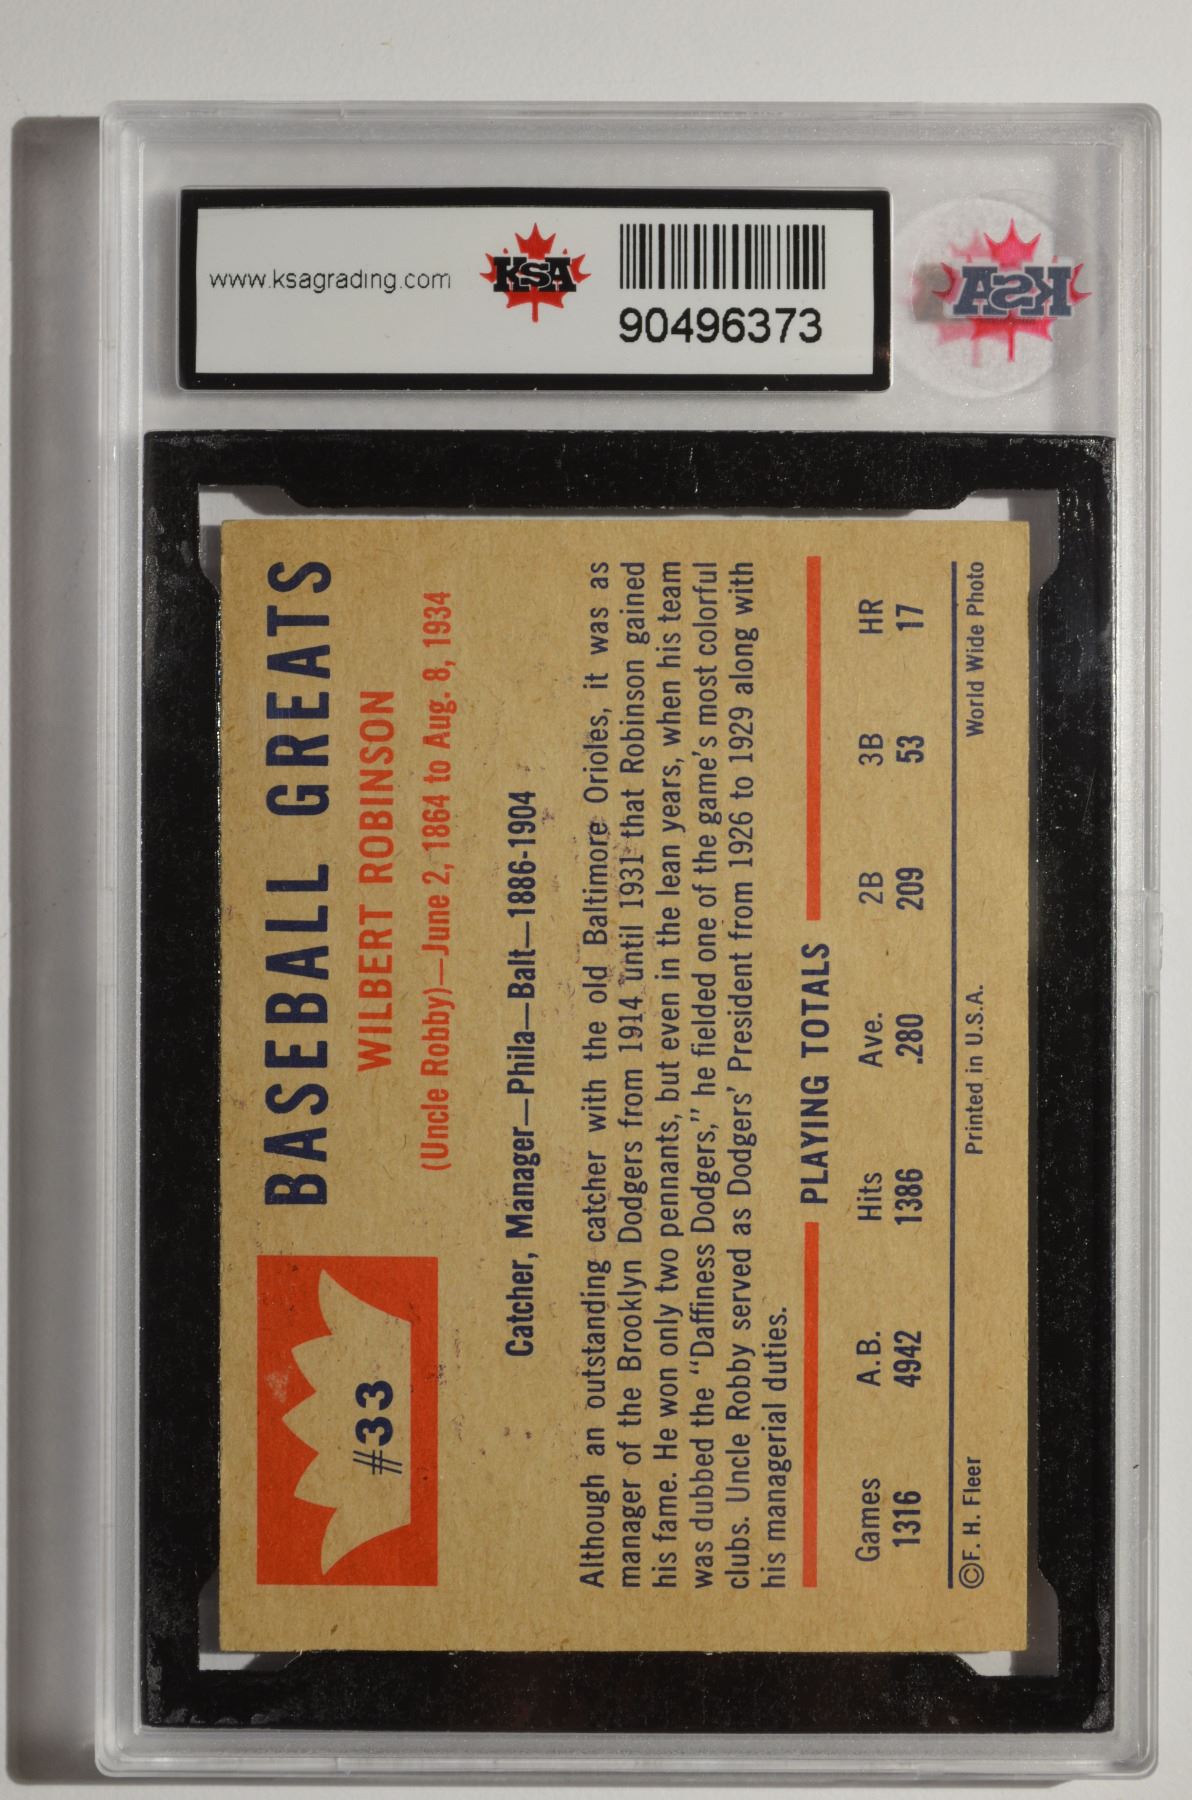 www.ksagrading.com
KSA
90496373
KSA
#33
BASEBALL GREATS
WILBERT ROBINSON
(Uncle Robby)—June 2, 1864 to Aug. 8, 1934
Catcher, Manager—Phila—Balt—1886-1904
Although an outstanding catcher with the old Baltimore Orioles, it was as
manager of the Brooklyn Dodgers from 1914 until 1931 that Robinson gained
his fame. He won only two pennants, but even in the lean years, when his team
was dubbed the "Daffiness Dodgers," he fielded one of the game's most colorful
clubs. Uncle Robby served as Dodgers' President from 1926 to 1929 along with
his managerial duties.
PLAYING TOTALS
Games A.B. Hits Ave. 2B 3B HR
1316 4942 1386 .280 209 53 17
©F. H. Fleer Printed in U.S.A. World Wide Photo